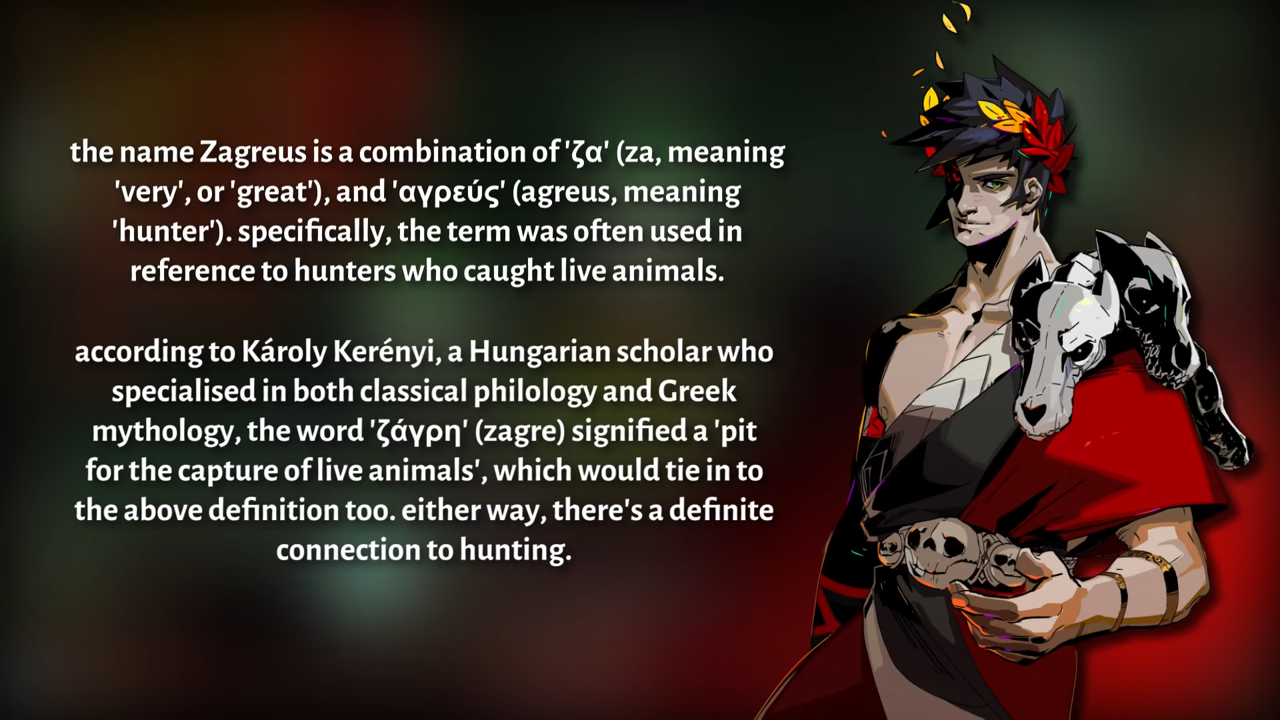 the name Zagreus is a combination of 'ζα' (za, meaning
'very', or 'great'), and 'αγρεύς' (agreus, meaning
'hunter'). specifically, the term was often used in
reference to hunters who caught live animals.
according to Károly Kerényi, a Hungarian scholar who
specialised in both classical philology and Greek
mythology, the word 'ζάγρη' (zagre) signified a 'pit
for the capture of live animals', which would tie in to
the above definition too. either way, there's a definite
connection to hunting.